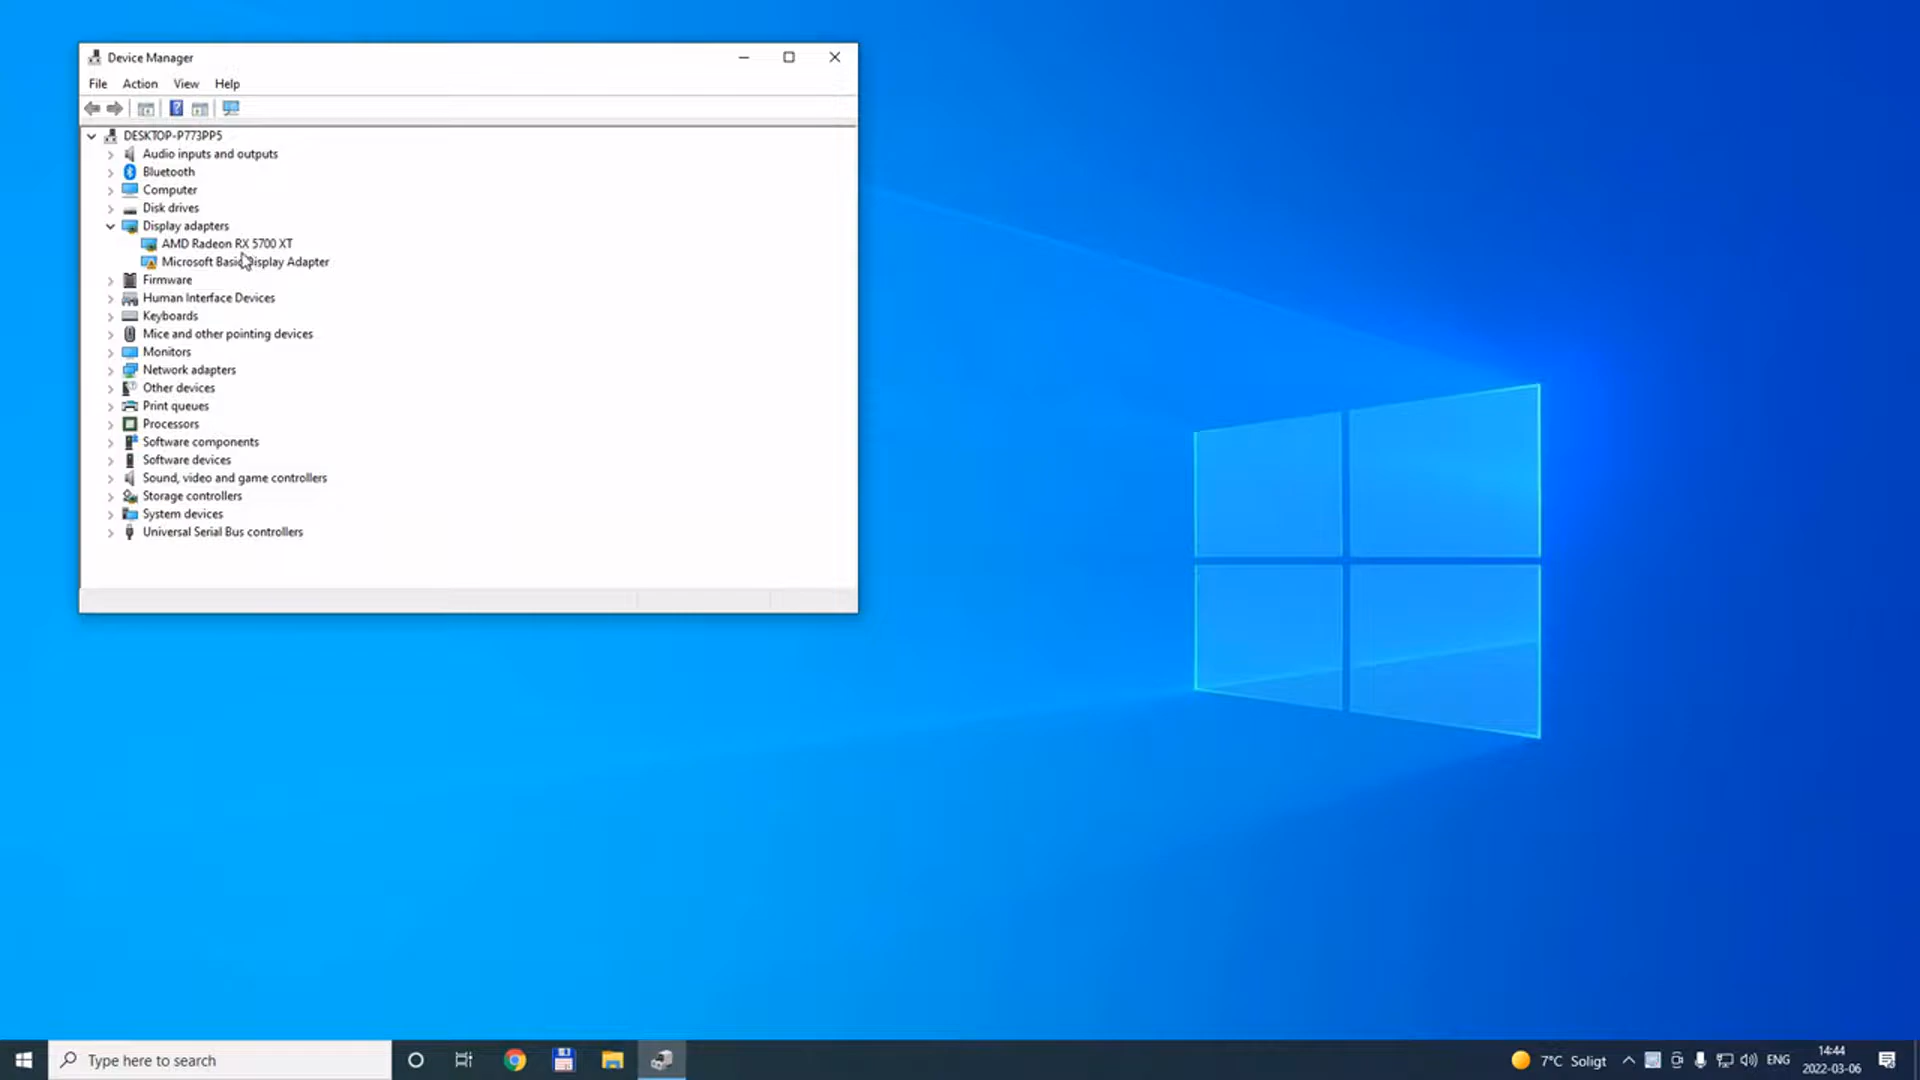 Device Manager
File Action View Help
DESKTOP-P773PP5
Audio inputs and outputs
Bluetooth
Computer
Disk drives
Display adapters
AMD Radeon RX 5700 XT
Microsoft Basic Display Adapter
Firmware
Human Interface Devices
Keyboards
Mice and other pointing devices
Monitors
Network adapters
Other devices
Print queues
Processors
Software components
Software devices
Sound, video and game controllers
Storage controllers
System devices
Universal Serial Bus controllers
Type here to search
7°C Soligt
ENG
14:44
2022-03-06